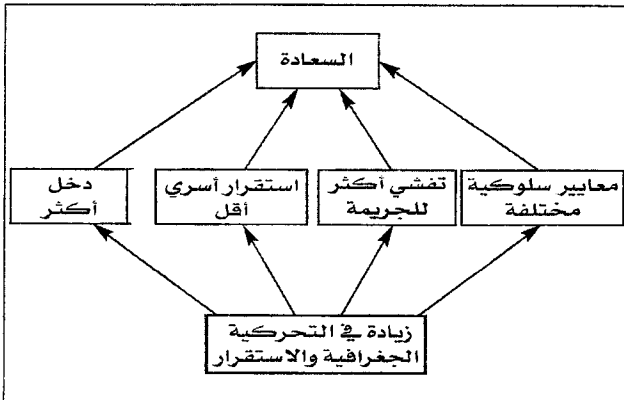 السعادة
معايير سلوكية
مختلفة
تفشي أكثر
للجريمة
استقرار أسري
أقل
دخل
أكثر
زيادة في التحركية
الجغرافية والاستقرار